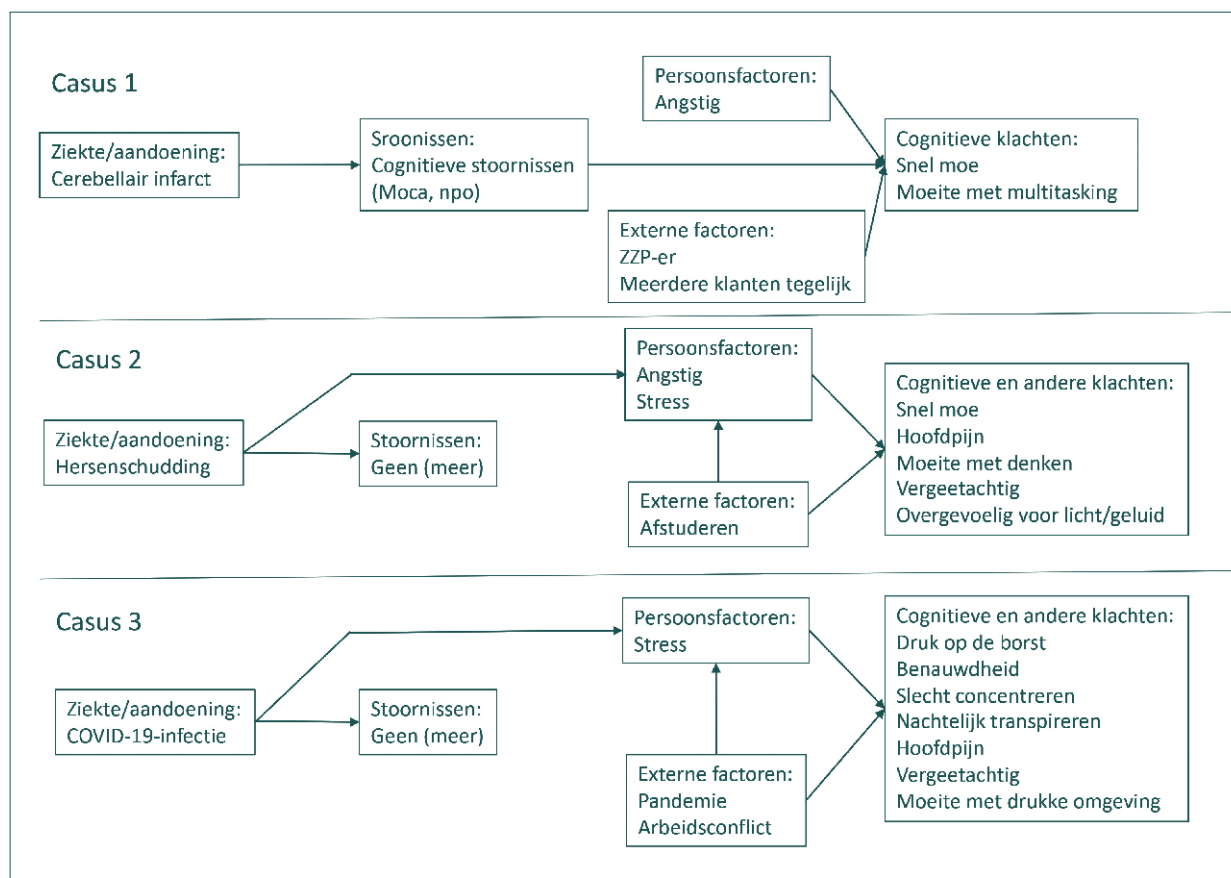 Casus 1
Ziekte/aandoening:
Cerebellair infarct
Sroonissen:
Cognitieve stoornissen
(Moca, npo)
Persoonsfactoren:
Angstig
Externe factoren:
ZZP-er
Meerdere klanten tegelijk
Cognitieve klachten:
Snel moe
Moeite met multitasking
Casus 2
Ziekte/aandoening:
Hersenschudding
Stoornissen:
Geen (meer)
Persoonsfactoren:
Angstig
Stress
Externe factoren:
Afstuderen
Cognitieve en andere klachten:
Snel moe
Hoofdpijn
Moeite met denken
Vergeetachtig
Overgevoelig voor licht/geluid
Casus 3
Ziekte/aandoening:
COVID-19-infectie
Stoornissen:
Geen (meer)
Persoonsfactoren:
Stress
Externe factoren:
Pandemie
Arbeidsconflict
Cognitieve en andere klachten:
Druk op de borst
Benauwdheid
Slecht concentreren
Nachtelijk transpireren
Hoofdpijn
Vergeetachtig
Moeite met drukke omgeving